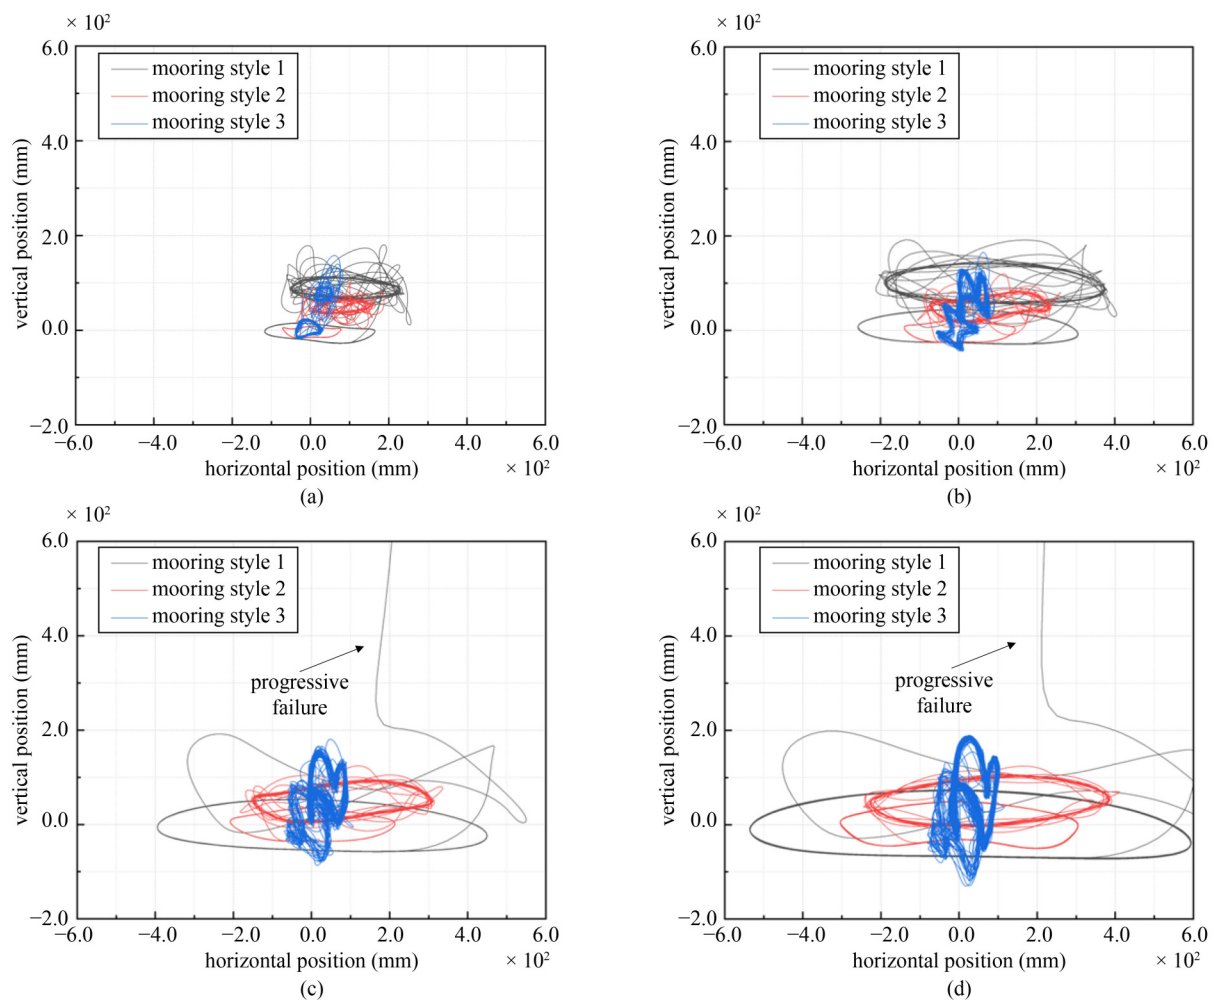 × 10²
6.0
4.0
2.0
0.0
−2.0
vertical position (mm)
mooring style 1
mooring style 2
mooring style 3
−6.0 −4.0 −2.0 0.0 2.0 4.0 6.0
horizontal position (mm) × 10²
(a)
× 10²
6.0
4.0
2.0
0.0
−2.0
vertical position (mm)
mooring style 1
mooring style 2
mooring style 3
−6.0 −4.0 −2.0 0.0 2.0 4.0 6.0
horizontal position (mm) × 10²
(b)
× 10²
6.0
4.0
2.0
0.0
−2.0
vertical position (mm)
mooring style 1
mooring style 2
mooring style 3
progressive
failure
−6.0 −4.0 −2.0 0.0 2.0 4.0 6.0
horizontal position (mm) × 10²
(c)
× 10²
6.0
4.0
2.0
0.0
−2.0
vertical position (mm)
mooring style 1
mooring style 2
mooring style 3
progressive
failure
−6.0 −4.0 −2.0 0.0 2.0 4.0 6.0
horizontal position (mm) × 10²
(d)